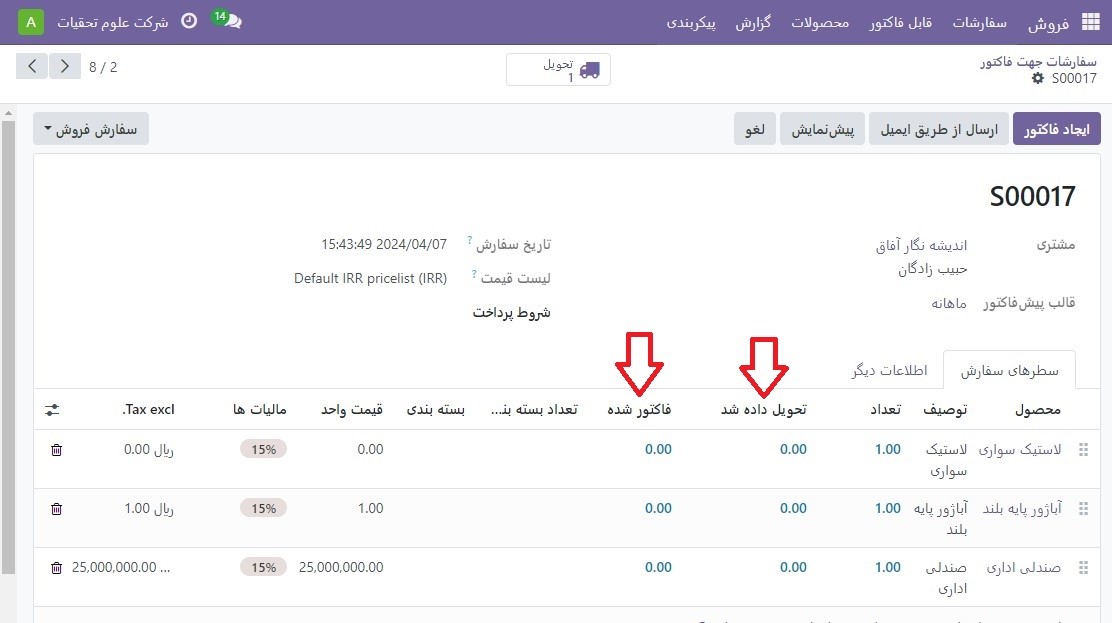 فروش سفارشات قابل فاکتور محصولات گزارش پیکربندی 14 شرکت علوم تحقیات A
سفارشات جهت فاکتور
S00017
تحویل
1
8 / 2
ایجاد فاکتور ارسال از طریق ایمیل پیش‌نمایش لغو سفارش فروش
S00017
مشتری اندیشه نگار آفاق
حبیب زادگان
قالب پیش‌فاکتور ماهانه
تاریخ سفارش ? 2024/04/07 15:43:49
لیست قیمت ? Default IRR pricelist (IRR)
شروط پرداخت
سطرهای سفارش اطلاعات دیگر
محصول توصیف تعداد تحویل داده شد فاکتور شده تعداد بسته بن... بسته بندی قیمت واحد مالیات ها Tax excl.
لاستیک سواری لاستیک 1.00 0.00 0.00 0.00 15% ریال 0.00
سواری
آباژور پایه بلند آباژور پایه 1.00 0.00 0.00 1.00 15% ریال 1.00
بلند
صندلی اداری صندلی 1.00 0.00 0.00 25,000,000.00 15% 25,000,000.00 ...
اداری